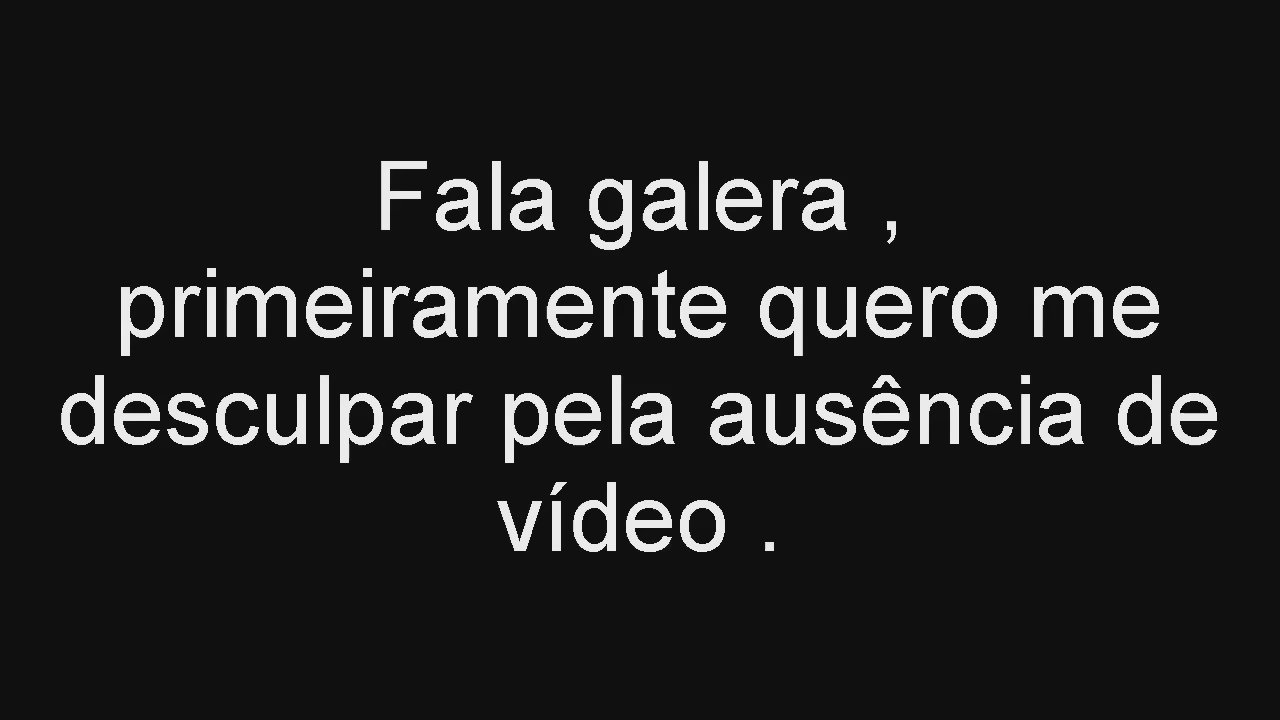 Fala galera ,
primeiramente quero me
desculpar pela ausência de
vídeo .